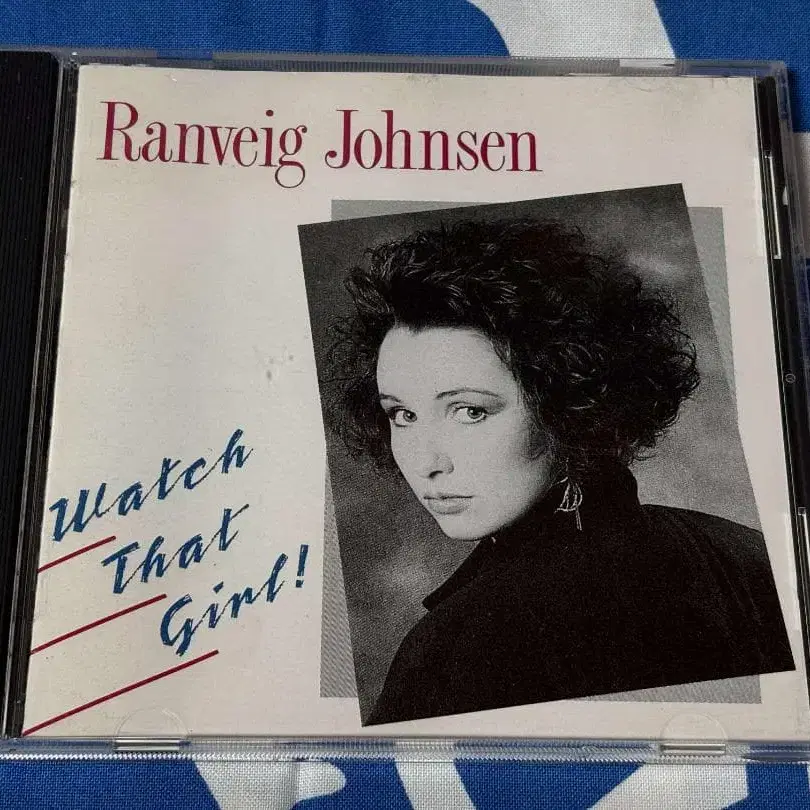 Ranveig Johnsen
Watch
That
Girl!